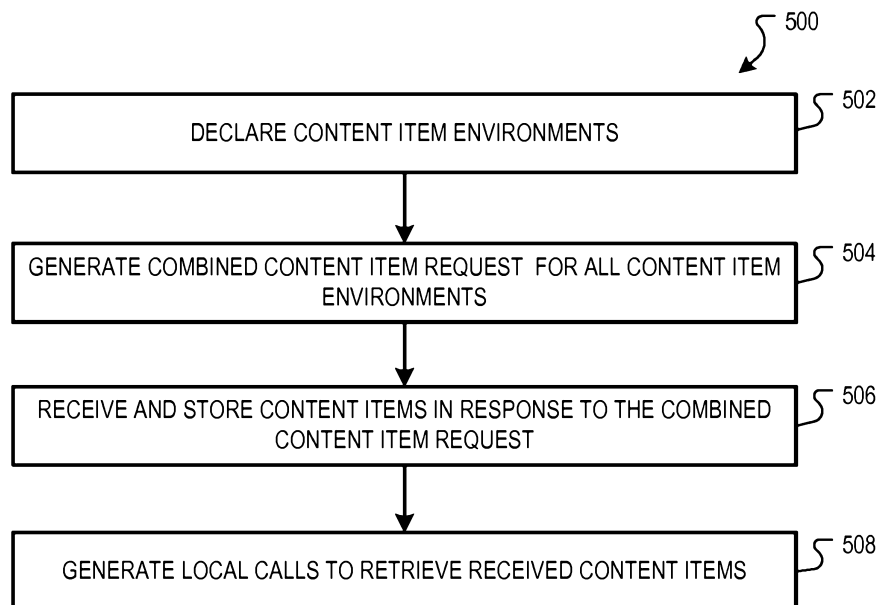 500
502
DECLARE CONTENT ITEM ENVIRONMENTS
504
GENERATE COMBINED CONTENT ITEM REQUEST FOR ALL CONTENT ITEM
ENVIRONMENTS
506
RECEIVE AND STORE CONTENT ITEMS IN RESPONSE TO THE COMBINED
CONTENT ITEM REQUEST
508
GENERATE LOCAL CALLS TO RETRIEVE RECEIVED CONTENT ITEMS